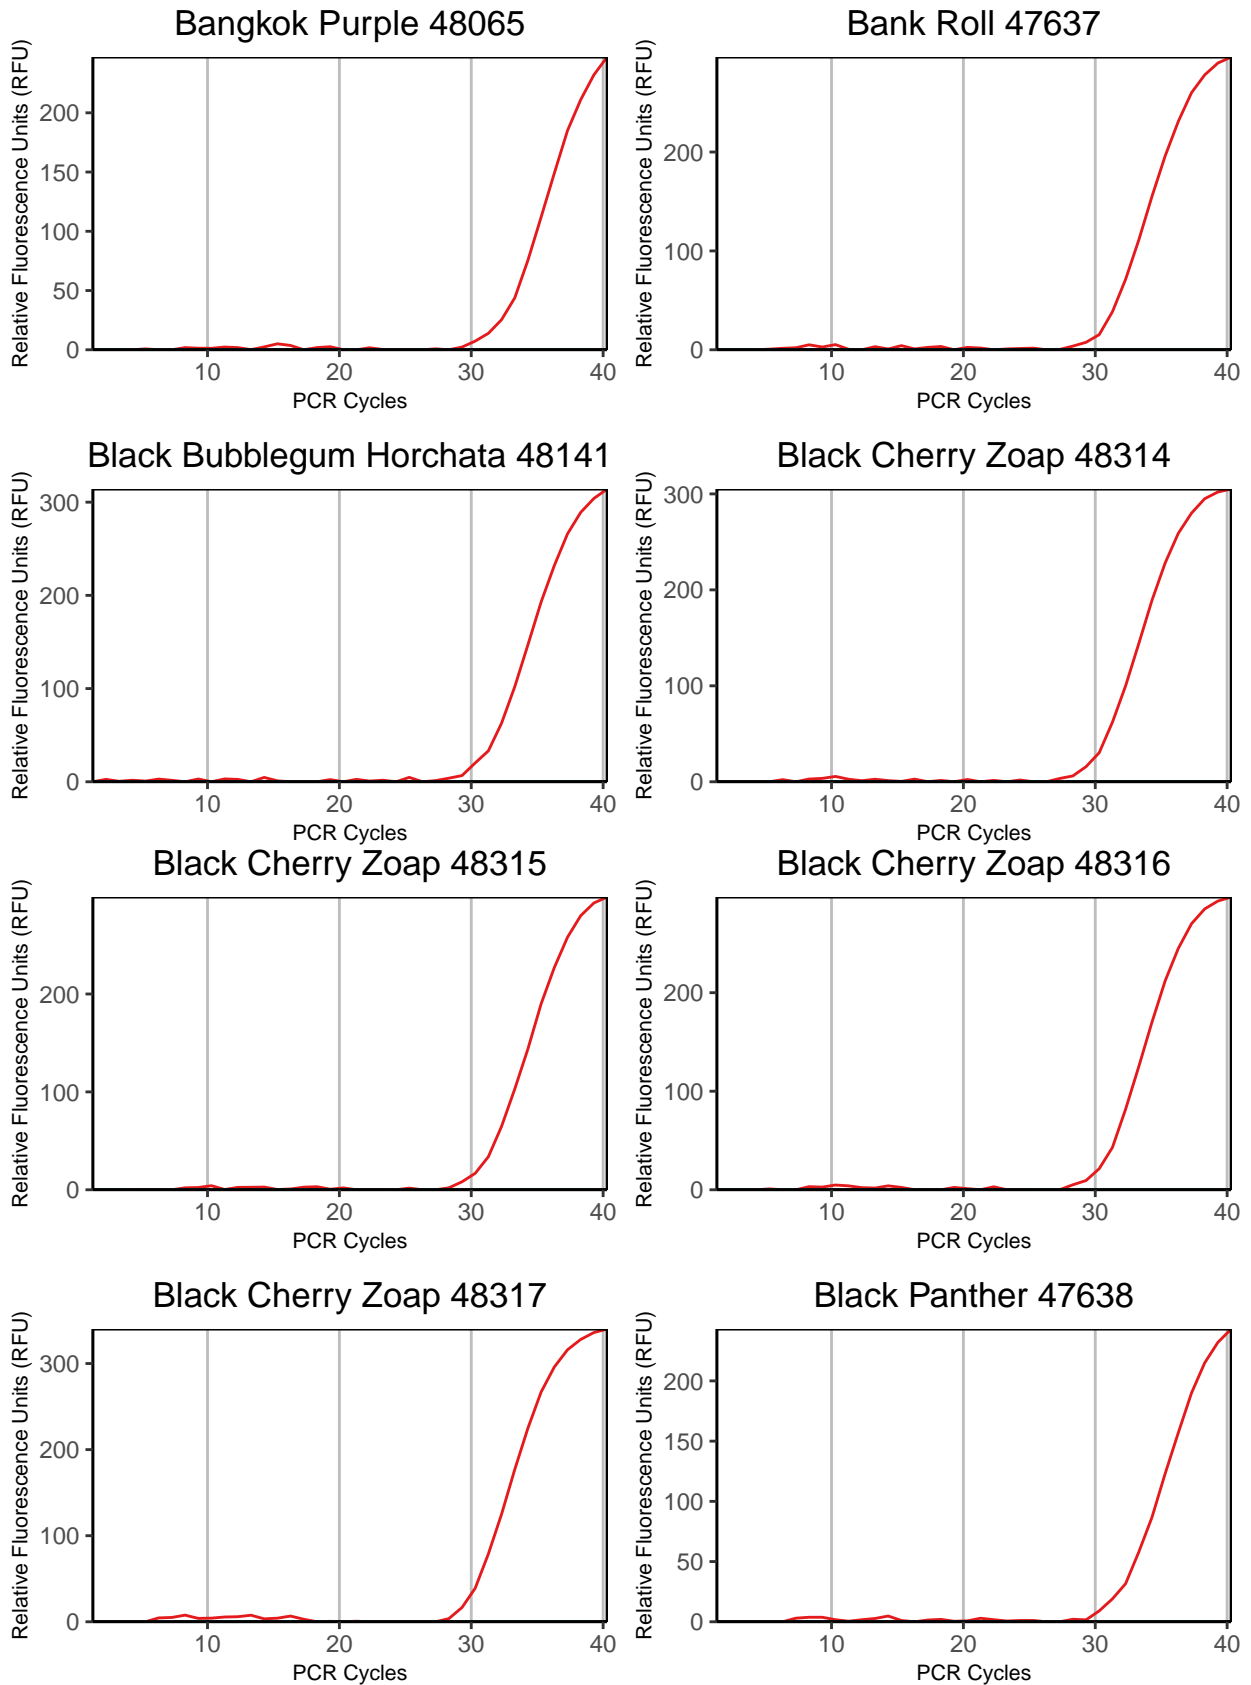 Bangkok Purple 48065
Relative Fluorescence Units (RFU)
200
150
100
50
0
10 20 30 40
PCR Cycles
Bank Roll 47637
Relative Fluorescence Units (RFU)
200
100
0
10 20 30 40
PCR Cycles
Black Bubblegum Horchata 48141
Relative Fluorescence Units (RFU)
300
200
100
0
10 20 30 40
PCR Cycles
Black Cherry Zoap 48314
Relative Fluorescence Units (RFU)
300
200
100
0
10 20 30 40
PCR Cycles
Black Cherry Zoap 48315
Relative Fluorescence Units (RFU)
200
100
0
10 20 30 40
PCR Cycles
Black Cherry Zoap 48316
Relative Fluorescence Units (RFU)
200
100
0
10 20 30 40
PCR Cycles
Black Cherry Zoap 48317
Relative Fluorescence Units (RFU)
300
200
100
0
10 20 30 40
PCR Cycles
Black Panther 47638
Relative Fluorescence Units (RFU)
200
150
100
50
0
10 20 30 40
PCR Cycles